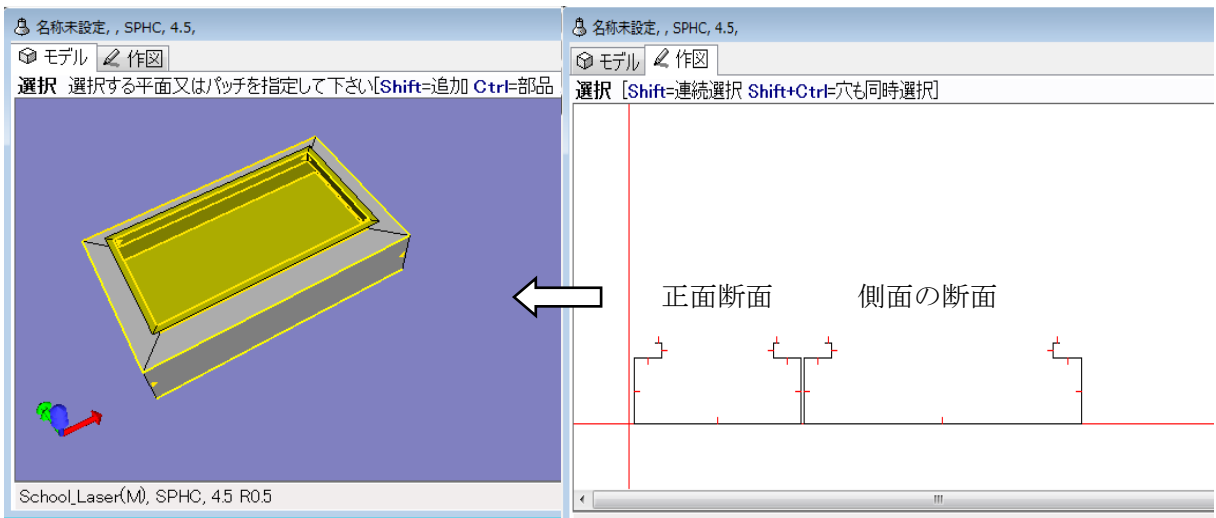 名称未設定, , SPHC, 4.5,
モデル 作図
選択 選択する平面又はパッチを指定して下さい[Shift=追加 Ctrl=部品
School_Laser(M), SPHC, 4.5 R0.5
名称未設定, , SPHC, 4.5,
モデル 作図
選択 [Shift=連続選択 Shift+Ctrl=穴も同時選択]
正面断面 側面の断面